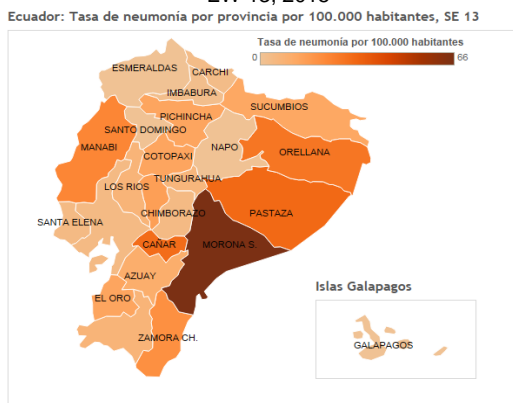 Ecuador: Tasa de neumonía por provincia por 100.000 habitantes, SE 13
Tasa de neumonía por 100.000 habitantes
0 66
ESMERALDAS
CARCHI
IMBABURA
SUCUMBIOS
PICHINCHA
SANTO DOMINGO
MANABI
NAPO
ORELLANA
COTOPAXI
TUNGURAHUA
LOS RIOS
CHIMBORAZO
PASTAZA
SANTA ELENA
CAÑAR
MORONA S.
AZUAY
Islas Galapagos
EL ORO
ZAMORA CH.
GALAPAGOS